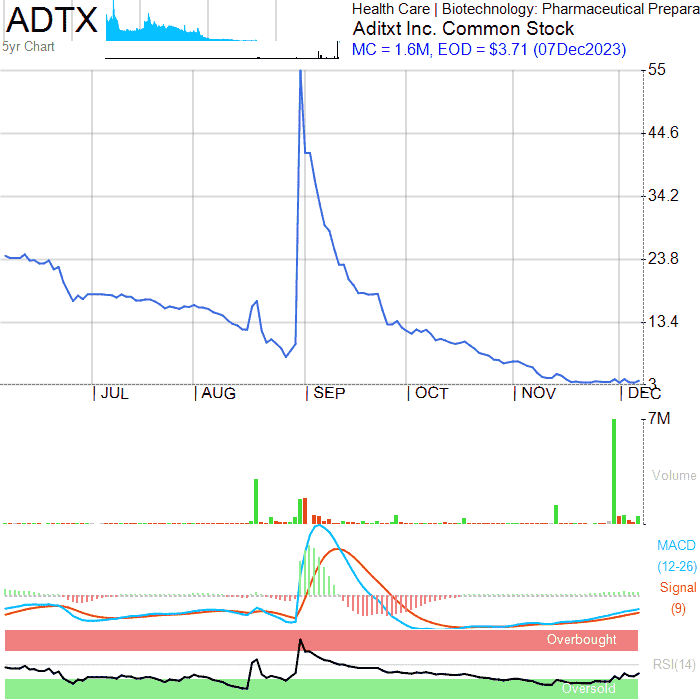 ADTX
5yr Chart
Health Care | Biotechnology: Pharmaceutical Prepara
Aditxt Inc. Common Stock
MC = 1.6M, EOD = $3.71 (07Dec2023)
55
44.6
34.2
23.8
13.4
3
JUL
AUG
SEP
OCT
NOV
DEC
7M
Volume
MACD
(12-26)
Signal
(9)
Overbought
RSI(14)
Oversold